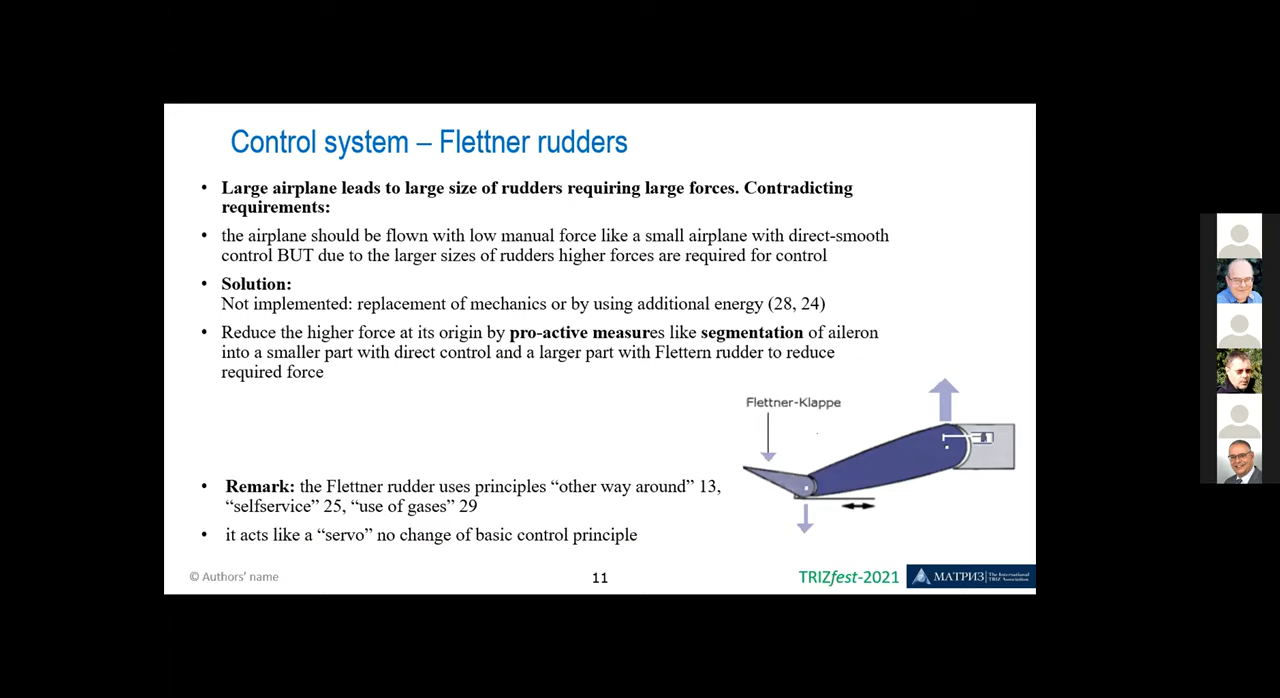 Control system – Flettner rudders
• Large airplane leads to large size of rudders requiring large forces. Contradicting
requirements:
• the airplane should be flown with low manual force like a small airplane with direct-smooth
control BUT due to the larger sizes of rudders higher forces are required for control
• Solution:
Not implemented: replacement of mechanics or by using additional energy (28, 24)
• Reduce the higher force at its origin by pro-active measures like segmentation of aileron
into a smaller part with direct control and a larger part with Flettern rudder to reduce
required force
Flettner-Klappe
• Remark: the Flettner rudder uses principles “other way around” 13,
“selfservice” 25, “use of gases” 29
• it acts like a “servo” no change of basic control principle
© Authors’ name
11
TRIZfest-2021
МАТРИЗ
The International
TRIZ Association